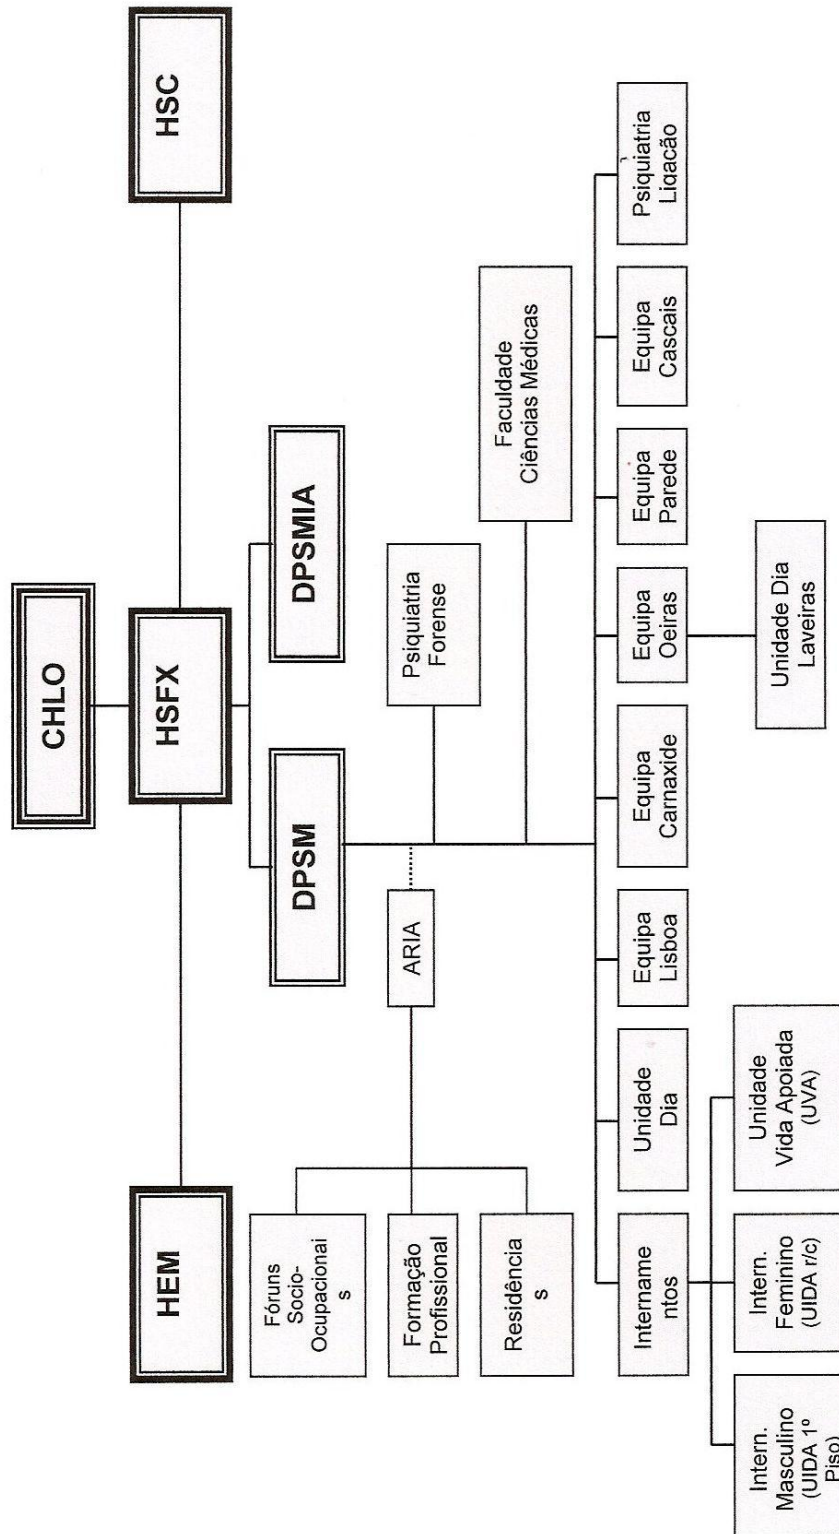 CHLO
HEM
HSFX
HSC
DPSM
DPSMIA
Fóruns
Socio-
Ocupacionai
s
Formação
Profissional
Residência
s
ARIA
Psiquiatria
Forense
Faculdade
Ciências Médicas
Intername
ntos
Unidade
Dia
Equipa
Lisboa
Equipa
Carnaxide
Equipa
Oeiras
Equipa
Parede
Equipa
Cascais
Psiquiatria
Ligação
Intern.
Masculino
(UIDA 1º
Piso)
Intern.
Feminino
(UIDA r/c)
Unidade
Vida Apoiada
(UVA)
Unidade Dia
Laveiras